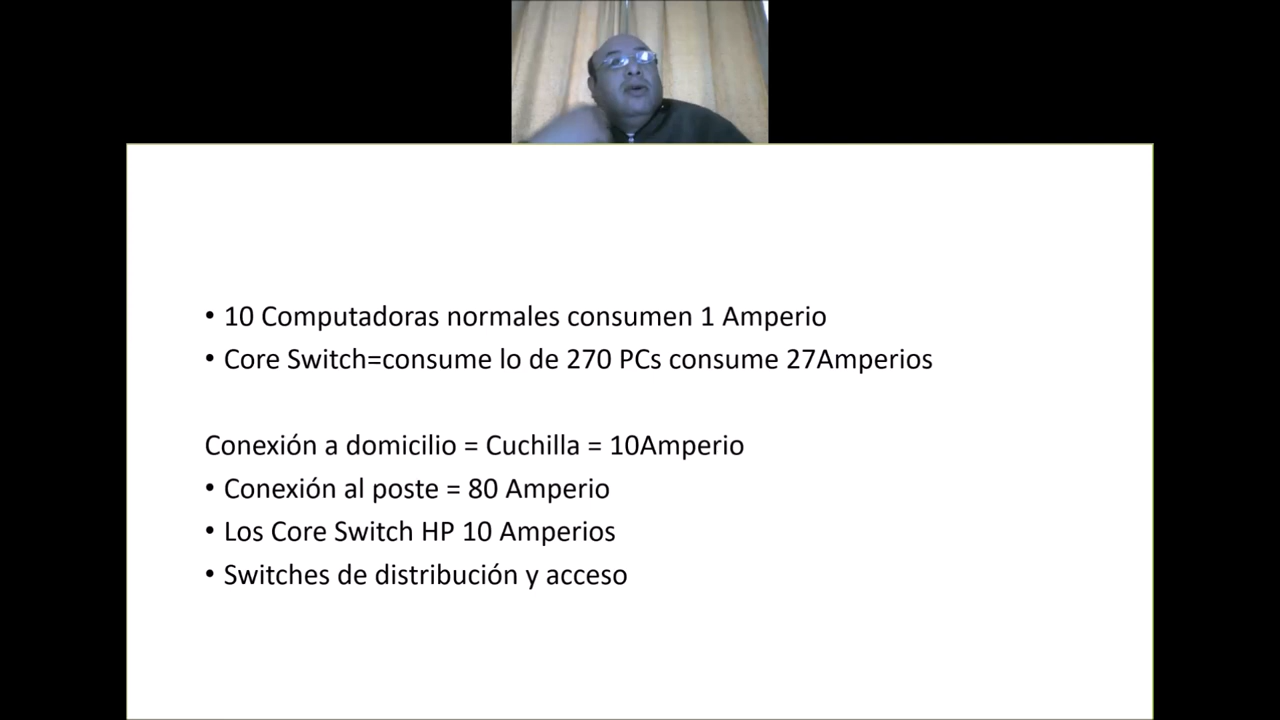 • 10 Computadoras normales consumen 1 Amperio
• Core Switch=consume lo de 270 PCs consume 27Amperios
Conexión a domicilio = Cuchilla = 10Amperio
• Conexión al poste = 80 Amperio
• Los Core Switch HP 10 Amperios
• Switches de distribución y acceso